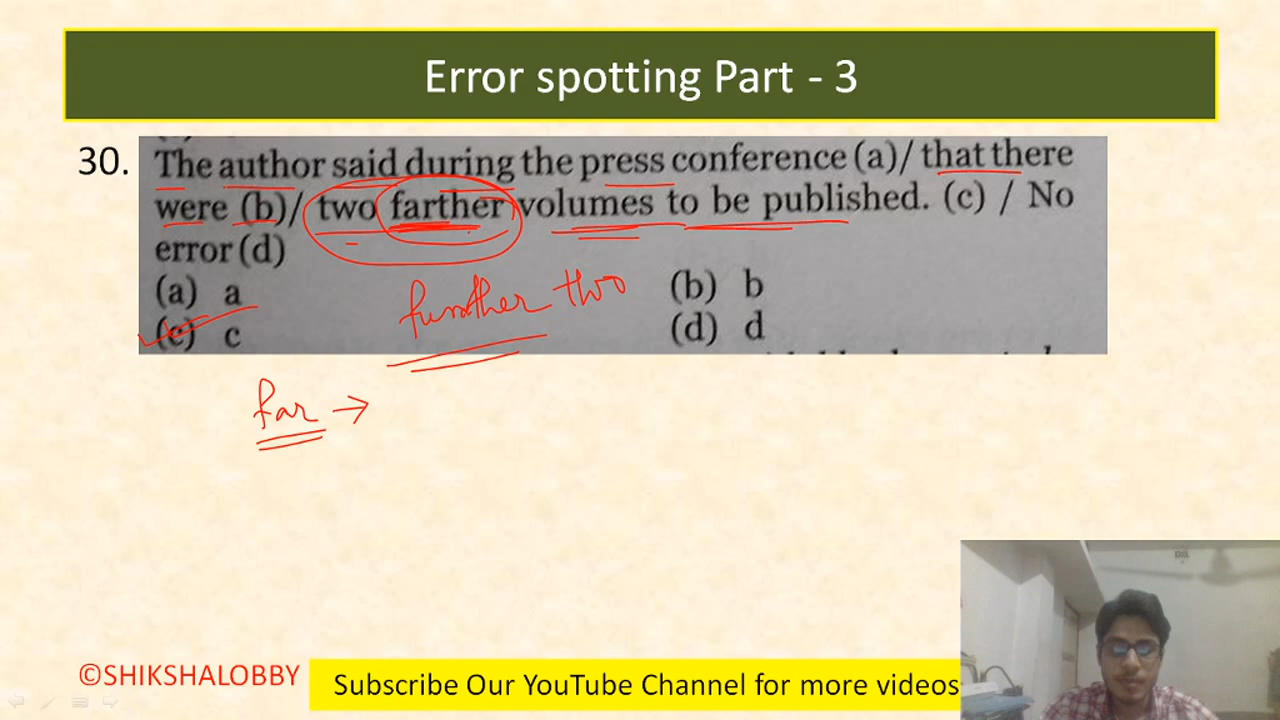 Error spotting Part - 3
30.
The author said during the press conference (a)/ that there
were (b)/ two farther volumes to be published. (c) / No
error (d)
(a) a
(b) b
(c) c
(d) d
further two
far →
©SHIKSHALOBBY
Subscribe Our YouTube Channel for more videos